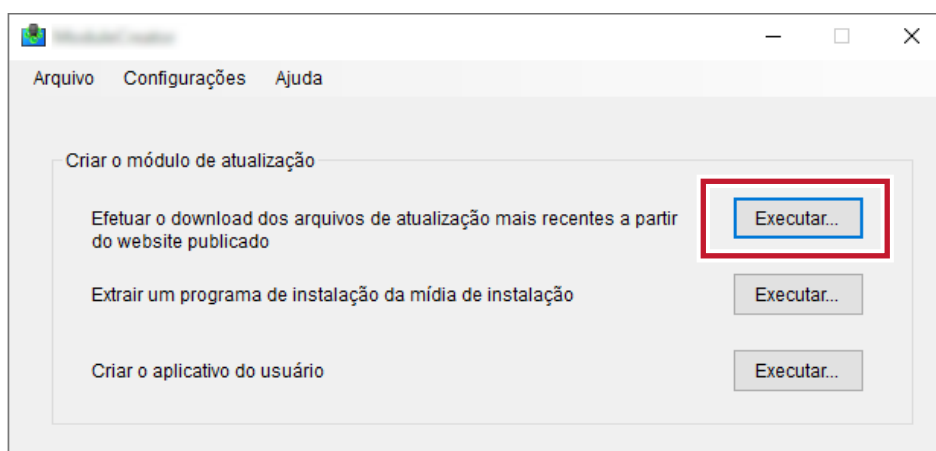 Arquivo Configurações Ajuda
Criar o módulo de atualização
Efetuar o download dos arquivos de atualização mais recentes a partir
do website publicado
Executar...
Extrair um programa de instalação da mídia de instalação
Executar...
Criar o aplicativo do usuário
Executar...